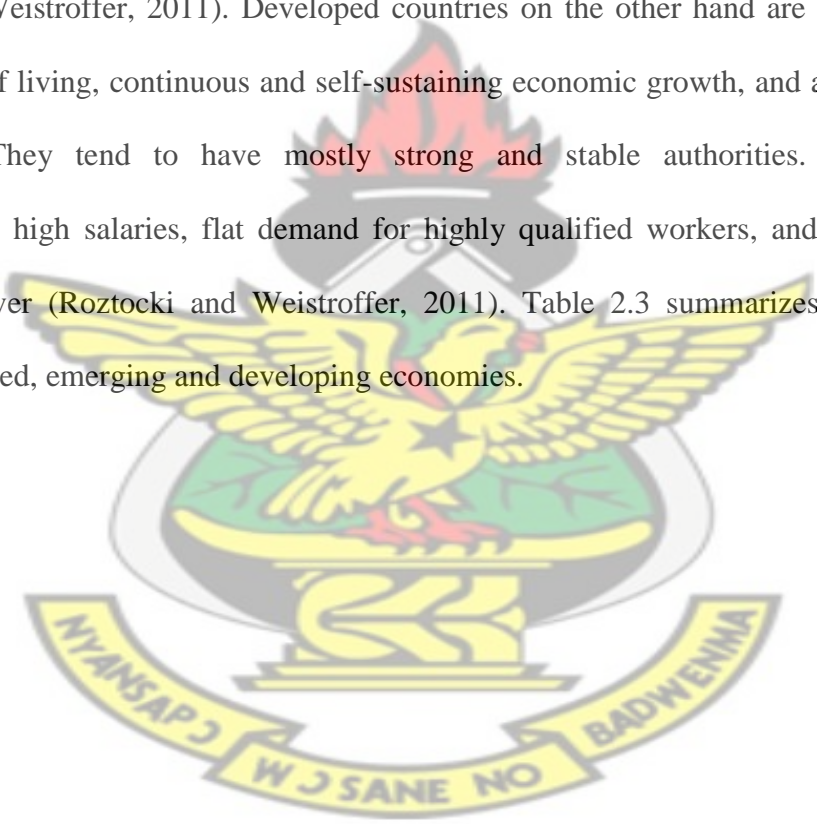 Weistroffer, 2011). Developed countries on the other hand are
f living, continuous and self-sustaining economic growth, and a
They tend to have mostly strong and stable authorities.
high salaries, flat demand for highly qualified workers, and
ver (Roztocki and Weistroffer, 2011). Table 2.3 summarizes
ed, emerging and developing economies.
NYANSAPƆ
WƆSANE NO
BADWENMA